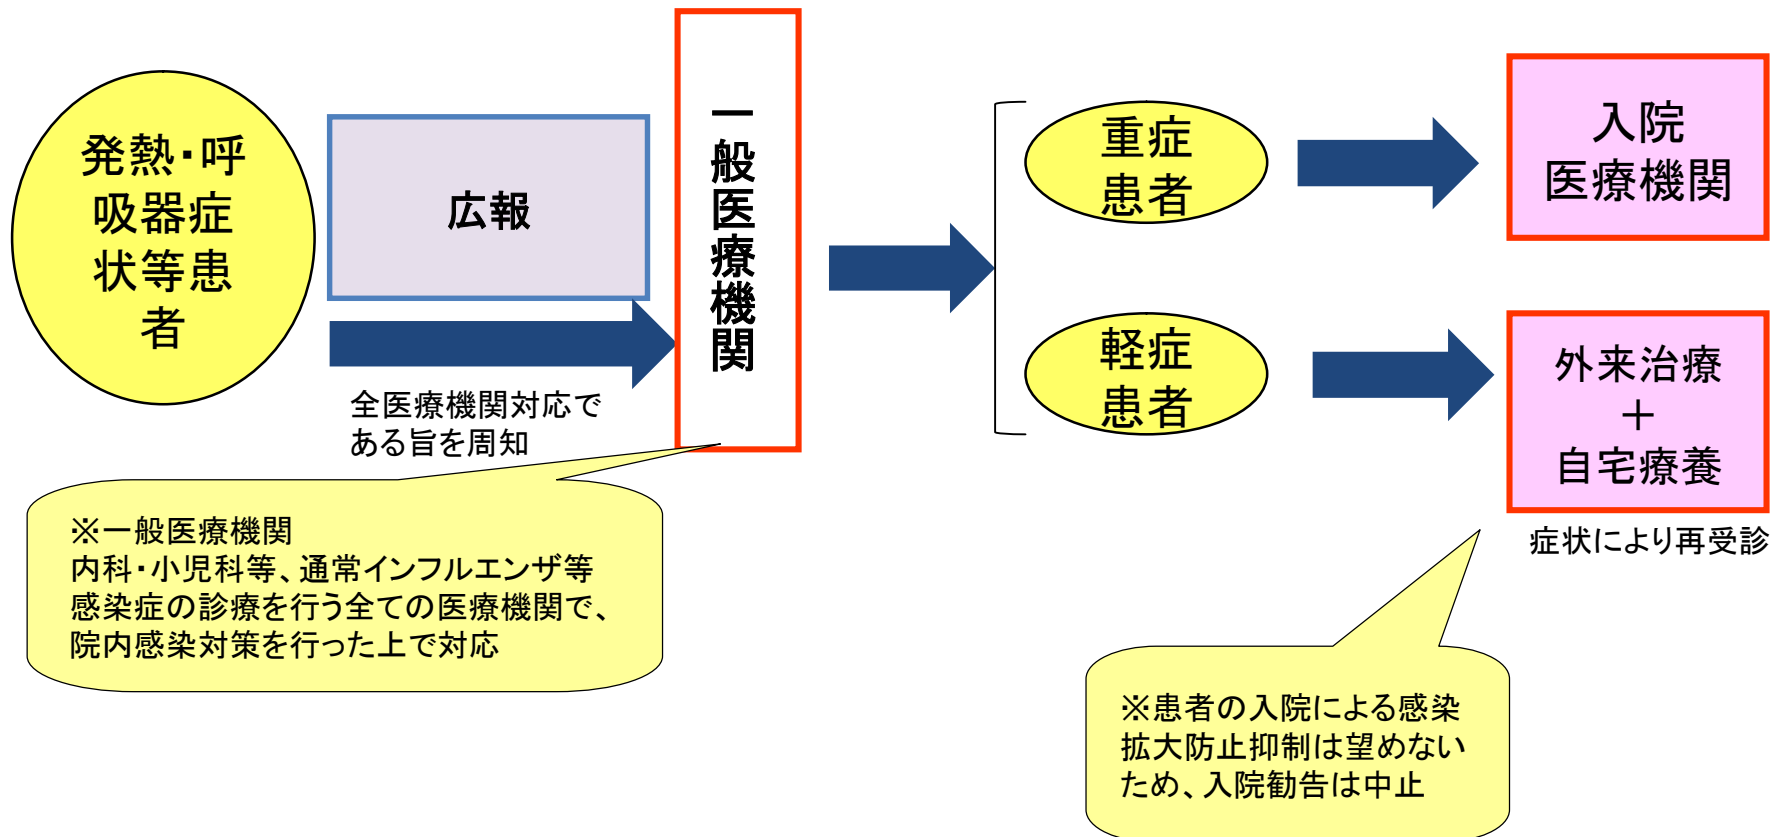 発熱・呼
吸器症
状等患
者
広報
全医療機関対応で
ある旨を周知
一般医療機関
※一般医療機関
内科・小児科等、通常インフルエンザ等
感染症の診療を行う全ての医療機関で、
院内感染対策を行った上で対応
重症
患者
入院
医療機関
軽症
患者
外来治療
+
自宅療養
症状により再受診
※患者の入院による感染
拡大防止抑制は望めない
ため、入院勧告は中止